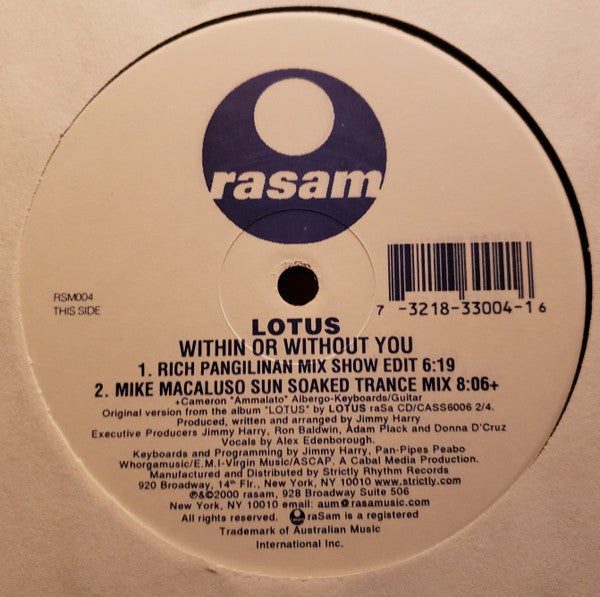 rasam
RSM004
THIS SIDE
7 -3218-33004-1 6
LOTUS
WITHIN OR WITHOUT YOU
1. RICH PANGILINAN MIX SHOW EDIT 6:19
2. MIKE MACALUSO SUN SOAKED TRANCE MIX 8:06+
+Cameron "Ammalato" Albergo-Keyboards/Guitar
Original version from the album "LOTUS" by LOTUS raSa CD/CASS6006 2/4.
Produced, written and arranged by Jimmy Harry
Executive Producers Jimmy Harry, Ron Baldwin, Adam Plack and Donna D'Cruz
Vocals by Alex Edenborough.
Keyboards and Programming by Jimmy Harry, Pan-Pipes Peabo
Whorgamusic/E.M.I-Virgin Music/ASCAP. A Cabal Media Production.
Manufactured and Distributed by Strictly Rhythm Records
920 Broadway, 14th Flr., New York, NY 10010 www.strictly.com
℗&©2000 rasam, 928 Broadway Suite 506
New York, NY 10010 email: aum@rasamusic.com
All rights reserved. raSam is a registered
Trademark of Australian Music
International Inc.